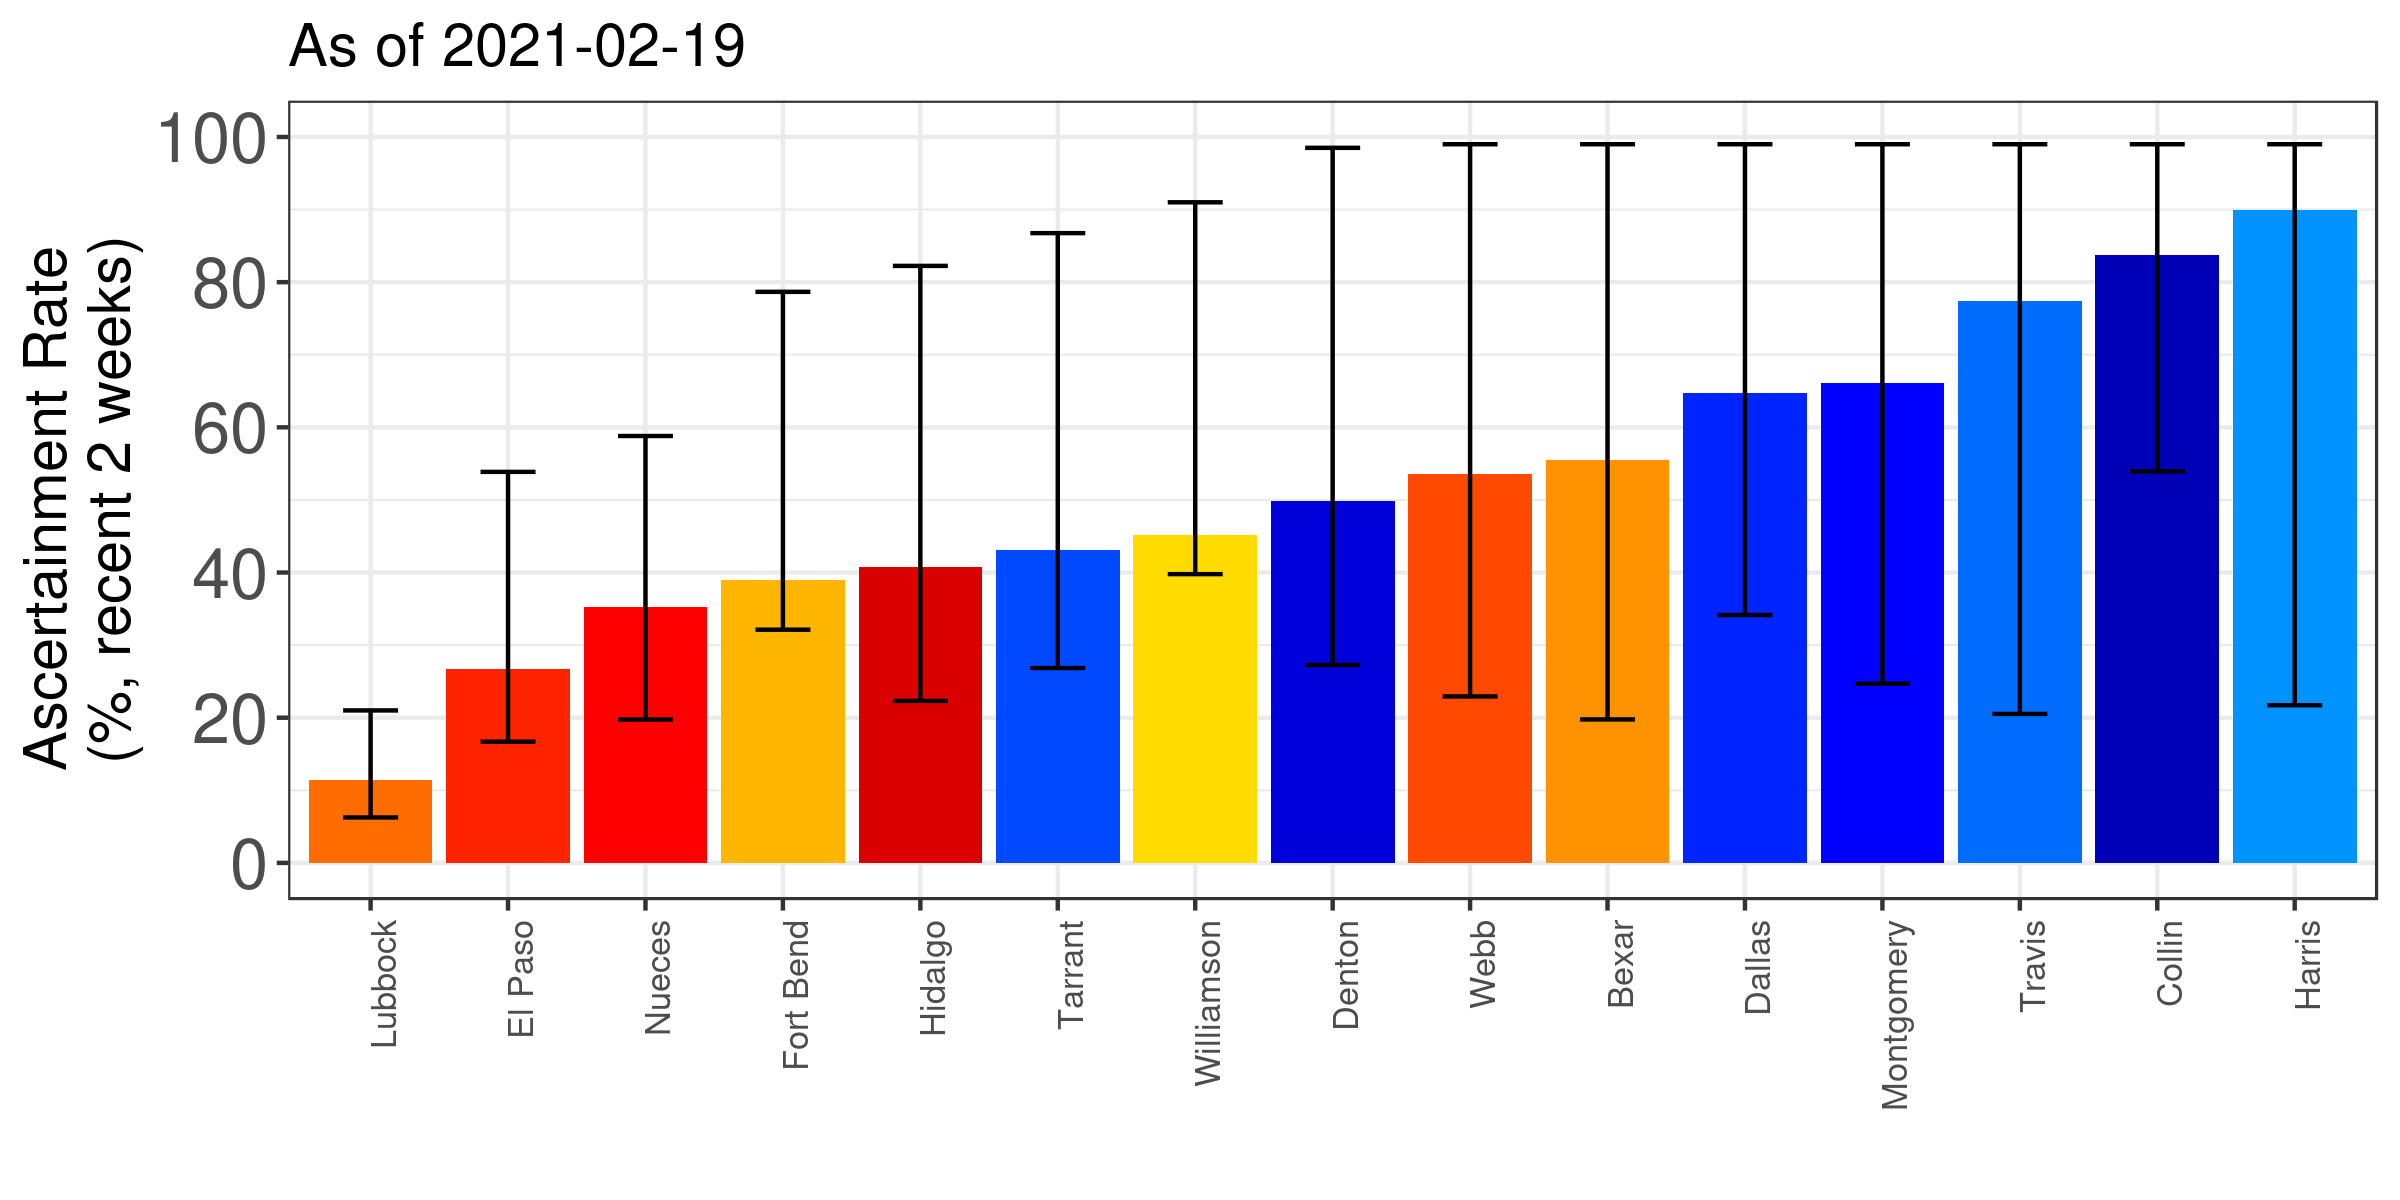 As of 2021-02-19
Ascertainment Rate
(%, recent 2 weeks)
100
80
60
40
20
0
Lubbock
El Paso
Nueces
Fort Bend
Hidalgo
Tarrant
Williamson
Denton
Webb
Bexar
Dallas
Montgomery
Travis
Collin
Harris